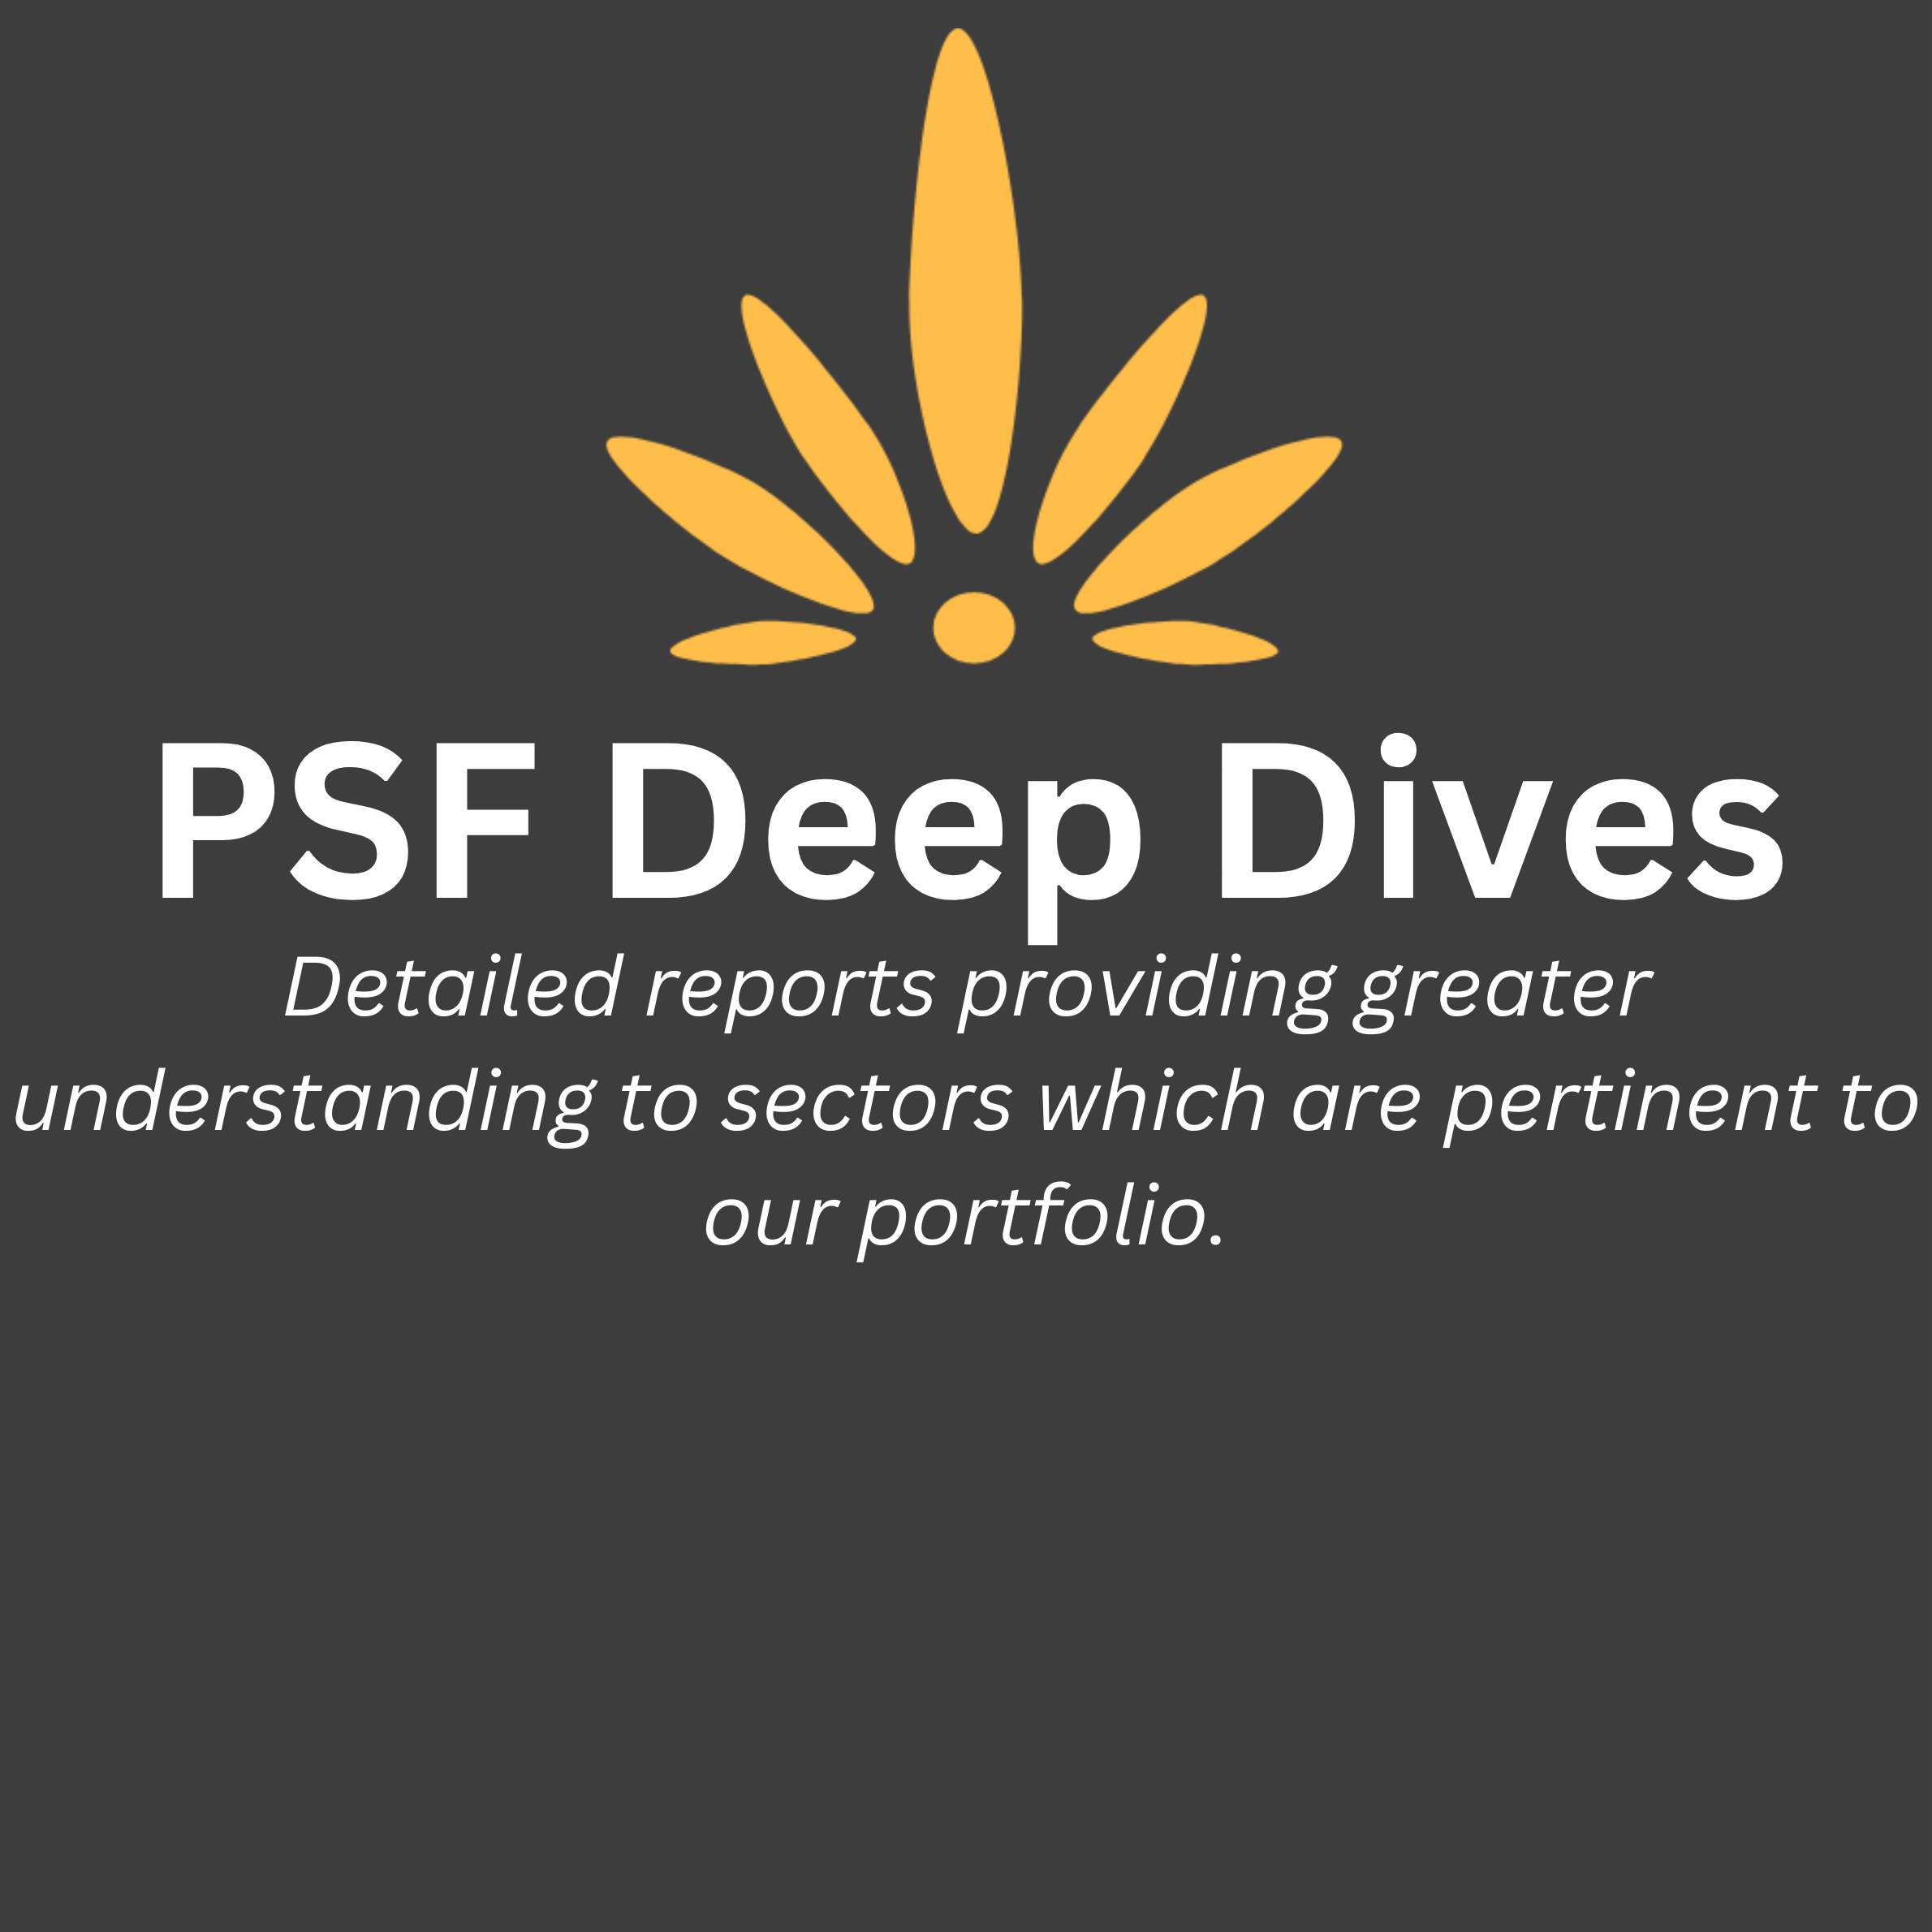 PSF Deep Dives
Detailed reports providing greater
understanding to sectors which are pertinent to
our portfolio.